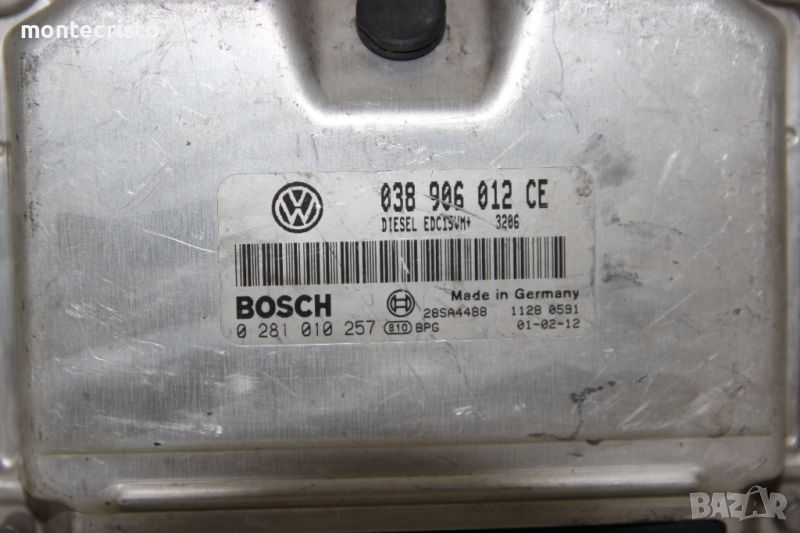 montecristo
038 906 012 CE
DIESEL EDC15VM+ 3206
BOSCH
Made in Germany
28SA4488 1128 0591
0 281 010 257 810 BPG 01-02-12
BAZAR